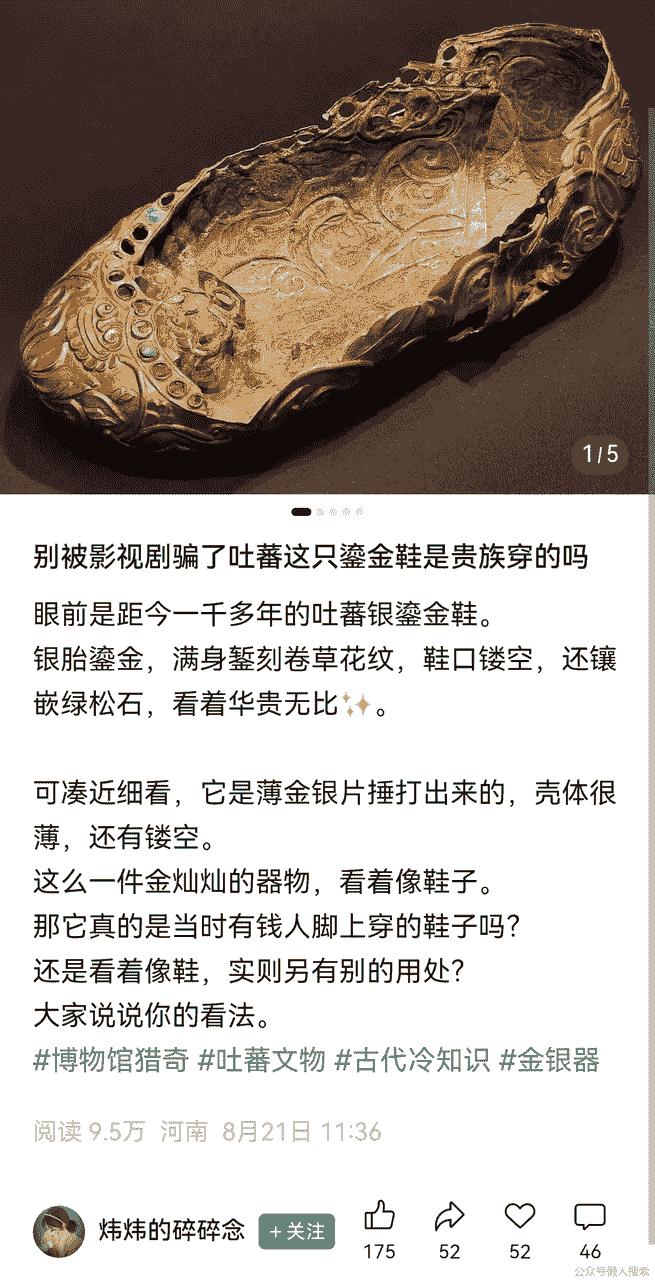 1/5
别被影视剧骗了吐蕃这只鎏金鞋是贵族穿的吗
眼前是距今一千多年的吐蕃银鎏金鞋。
银胎鎏金，满身錾刻卷草花纹，鞋口镂空，还镶
嵌绿松石，看着华贵无比✨。
可凑近细看，它是薄金银片捶打出来的，壳体很
薄，还有镂空。
这么一件金灿灿的器物，看着像鞋子。
那它真的是当时有钱人脚上穿的鞋子吗？
还是看着像鞋，实则另有别的用处？
大家说说你的看法。
#博物馆猎奇 #吐蕃文物 #古代冷知识 #金银器
阅读 9.5万 河南 8月21日 11:36
炜炜的碎碎念 +关注 175 52 52 46
公众号懒人搜索